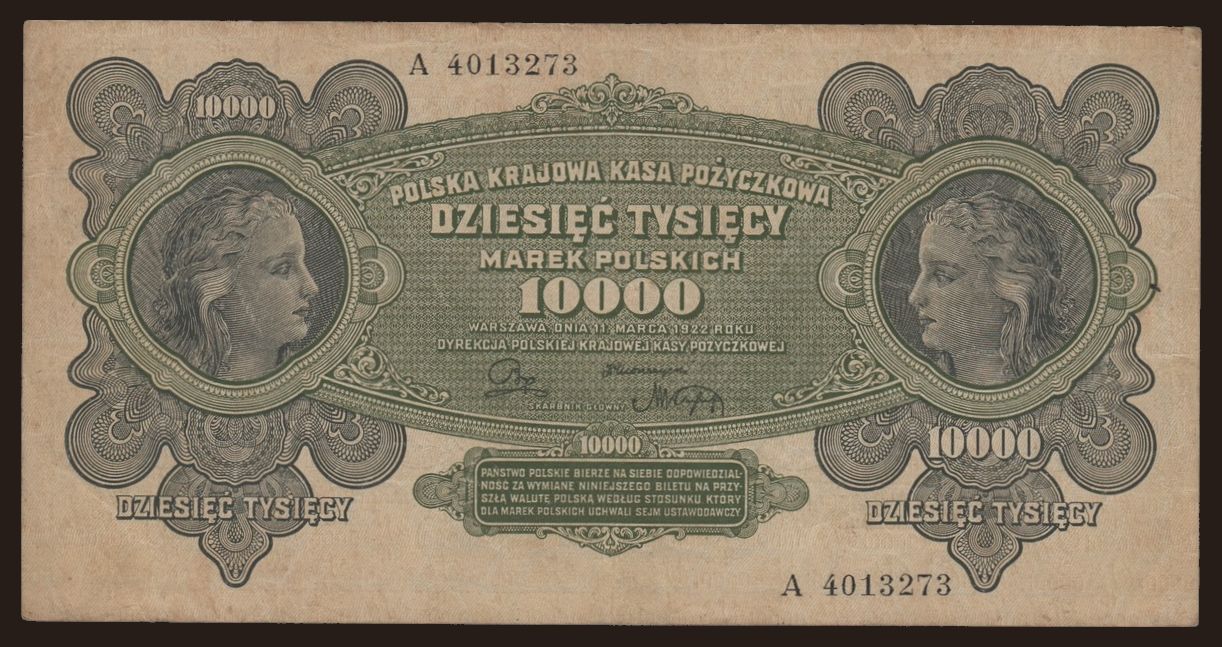 A 4013273
10000
POLSKA KRAJOWA KASA POŻYCZKOWA
DZIESIĘĆ TYSIĘCY
MAREK POLSKICH
10000
WARSZAWA DNIA 11 MARCA 1922 ROKU
DYREKCJA POLSKIEJ KRAJOWEJ KASY POŻYCZKOWEJ
SKARBNIK GŁÓWNY
10000
10000
PAŃSTWO POLSKIE BIERZE NA SIEBIE ODPOWIEDZIAL-
NOŚĆ ZA WYMIANĘ NINIEJSZEGO BILETU NA PRZY-
SZŁĄ WALUTĘ POLSKĄ WEDŁUG STOSUNKU KTÓRY
DLA MAREK POLSKICH UCHWALI SEJM USTAWODAWCZY
DZIESIĘĆ TYSIĘCY
DZIESIĘĆ TYSIĘCY
A 4013273